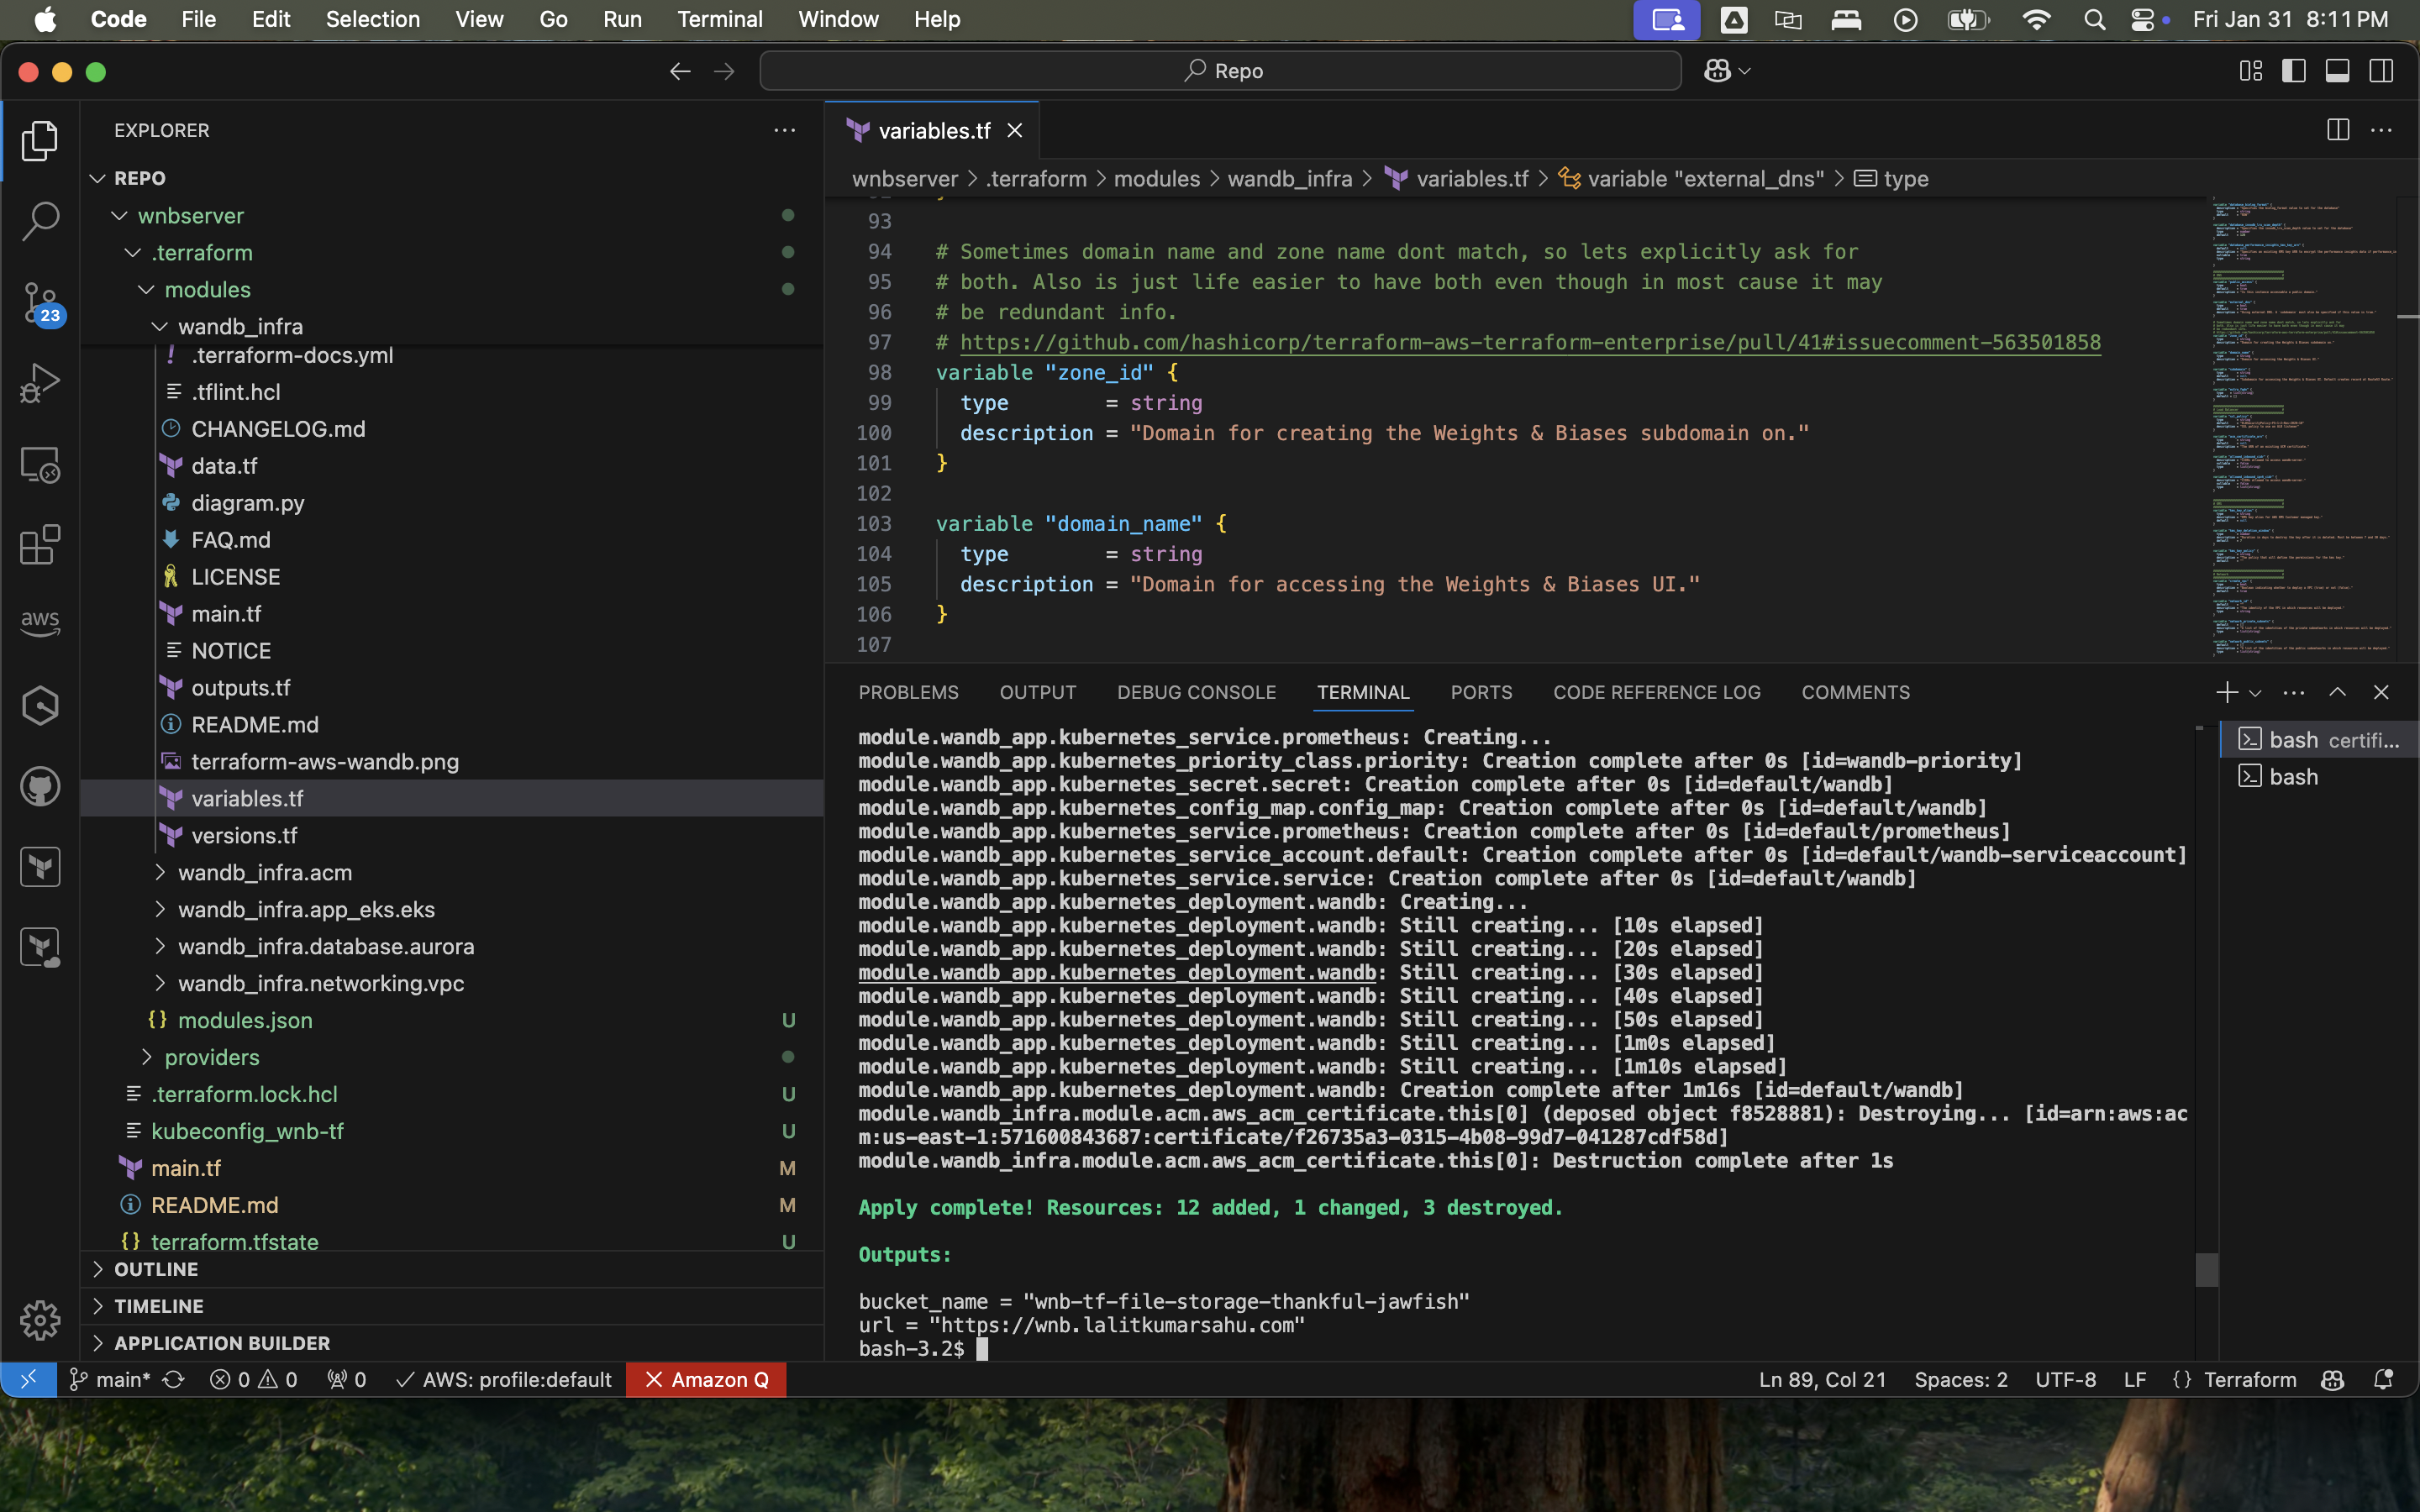 Code File Edit Selection View Go Run Terminal Window Help Fri Jan 31 8:11 PM
Repo
EXPLORER
REPO
wnbserver
.terraform
modules
wandb_infra
.terraform-docs.yml
.tflint.hcl
CHANGELOG.md
data.tf
diagram.py
FAQ.md
LICENSE
main.tf
NOTICE
outputs.tf
README.md
terraform-aws-wandb.png
variables.tf
versions.tf
wandb_infra.acm
wandb_infra.app_eks.eks
wandb_infra.database.aurora
wandb_infra.networking.vpc
modules.json U
providers
.terraform.lock.hcl U
kubeconfig_wnb-tf U
main.tf M
README.md M
terraform.tfstate U
OUTLINE
TIMELINE
APPLICATION BUILDER
23
aws
variables.tf
wnbserver > .terraform > modules > wandb_infra > variables.tf > variable "external_dns" > type
93
94 # Sometimes domain name and zone name dont match, so lets explicitly ask for
95 # both. Also is just life easier to have both even though in most cause it may
96 # be redundant info.
97 # https://github.com/hashicorp/terraform-aws-terraform-enterprise/pull/41#issuecomment-563501858
98 variable "zone_id" {
99 type = string
100 description = "Domain for creating the Weights & Biases subdomain on."
101 }
102
103 variable "domain_name" {
104 type = string
105 description = "Domain for accessing the Weights & Biases UI."
106 }
107
PROBLEMS OUTPUT DEBUG CONSOLE TERMINAL PORTS CODE REFERENCE LOG COMMENTS
module.wandb_app.kubernetes_service.prometheus: Creating...
module.wandb_app.kubernetes_priority_class.priority: Creation complete after 0s [id=wandb-priority]
module.wandb_app.kubernetes_secret.secret: Creation complete after 0s [id=default/wandb]
module.wandb_app.kubernetes_config_map.config_map: Creation complete after 0s [id=default/wandb]
module.wandb_app.kubernetes_service.prometheus: Creation complete after 0s [id=default/prometheus]
module.wandb_app.kubernetes_service_account.default: Creation complete after 0s [id=default/wandb-serviceaccount]
module.wandb_app.kubernetes_service.service: Creation complete after 0s [id=default/wandb]
module.wandb_app.kubernetes_deployment.wandb: Creating...
module.wandb_app.kubernetes_deployment.wandb: Still creating... [10s elapsed]
module.wandb_app.kubernetes_deployment.wandb: Still creating... [20s elapsed]
module.wandb_app.kubernetes_deployment.wandb: Still creating... [30s elapsed]
module.wandb_app.kubernetes_deployment.wandb: Still creating... [40s elapsed]
module.wandb_app.kubernetes_deployment.wandb: Still creating... [50s elapsed]
module.wandb_app.kubernetes_deployment.wandb: Still creating... [1m0s elapsed]
module.wandb_app.kubernetes_deployment.wandb: Still creating... [1m10s elapsed]
module.wandb_app.kubernetes_deployment.wandb: Creation complete after 1m16s [id=default/wandb]
module.wandb_infra.module.acm.aws_acm_certificate.this[0] (deposed object f8528881): Destroying... [id=arn:aws:ac
m:us-east-1:571600843687:certificate/f26735a3-0315-4b08-99d7-041287cdf58d]
module.wandb_infra.module.acm.aws_acm_certificate.this[0]: Destruction complete after 1s
Apply complete! Resources: 12 added, 1 changed, 3 destroyed.
Outputs:
bucket_name = "wnb-tf-file-storage-thankful-jawfish"
url = "https://wnb.lalitkumarsahu.com"
bash-3.2$
bash certifi...
bash
main* 0 0 0 AWS: profile:default Amazon Q Ln 89, Col 21 Spaces: 2 UTF-8 LF {} Terraform